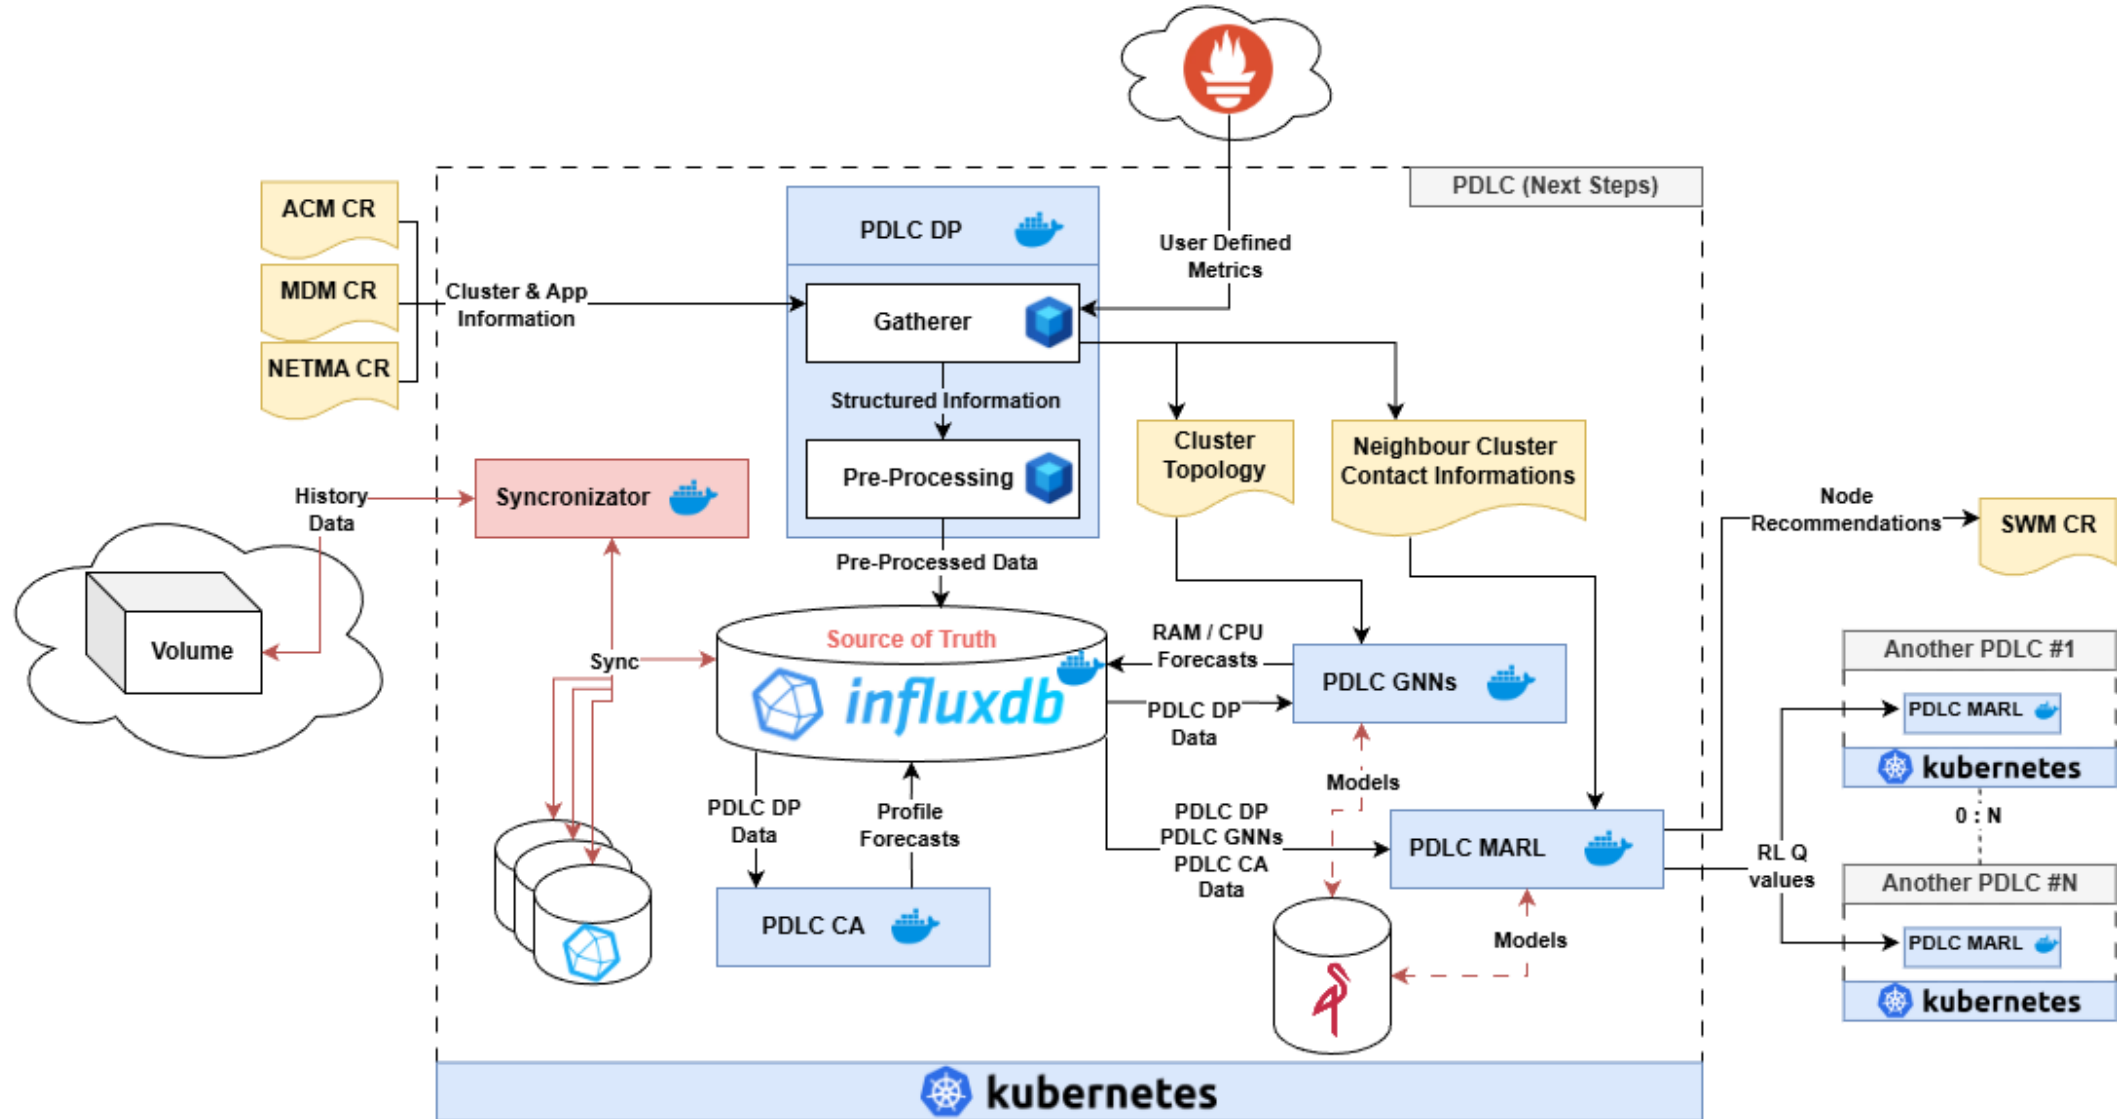 PDLC (Next Steps)
ACM CR
MDM CR
NETMA CR
Cluster & App
Information
PDLC DP
User Defined
Metrics
Gatherer
Structured Information
Pre-Processing
Cluster
Topology
Neighbour Cluster
Contact Informations
History
Data
Syncronizator
Node
Recommendations
SWM CR
Pre-Processed Data
Volume
Sync
Source of Truth
influxdb
RAM / CPU
Forecasts
PDLC DP
Data
PDLC GNNs
Another PDLC #1
PDLC MARL
kubernetes
0 : N
Another PDLC #N
PDLC MARL
kubernetes
Models
PDLC DP
Data
Profile
Forecasts
PDLC DP
PDLC GNNs
PDLC CA
Data
PDLC MARL
RL Q
values
PDLC CA
Models
kubernetes